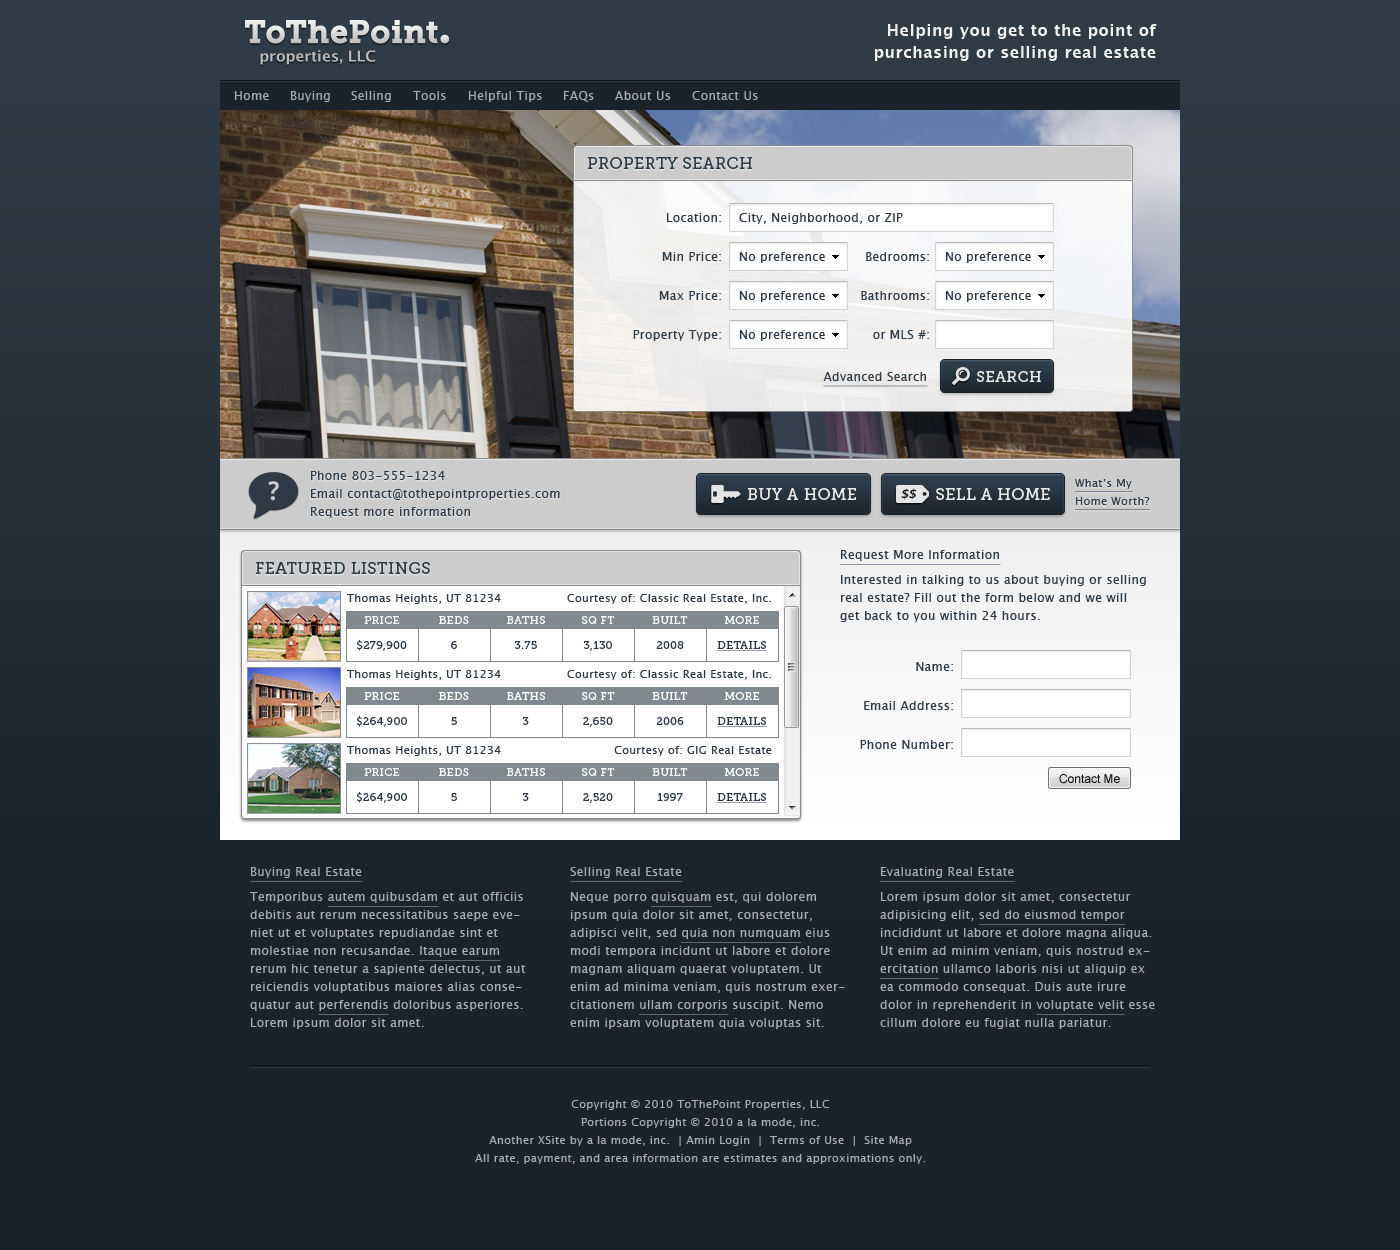 ToThePoint.
properties, LLC
Helping you get to the point of
purchasing or selling real estate
Home Buying Selling Tools Helpful Tips FAQs About Us Contact Us
PROPERTY SEARCH
Location: City, Neighborhood, or ZIP
Min Price: No preference Bedrooms: No preference
Max Price: No preference Bathrooms: No preference
Property Type: No preference or MLS #:
Advanced Search SEARCH
?
Phone 803-555-1234
Email contact@tothepointproperties.com
Request more information
BUY A HOME
$$ SELL A HOME
What's My
Home Worth?
FEATURED LISTINGS
Thomas Heights, UT 81234 Courtesy of: Classic Real Estate, Inc.
PRICE BEDS BATHS SQ FT BUILT MORE
$279,900 6 3.75 3,130 2008 DETAILS
Thomas Heights, UT 81234 Courtesy of: Classic Real Estate, Inc.
PRICE BEDS BATHS SQ FT BUILT MORE
$264,900 5 3 2,650 2006 DETAILS
Thomas Heights, UT 81234 Courtesy of: GIG Real Estate
PRICE BEDS BATHS SQ FT BUILT MORE
$264,900 5 3 2,520 1997 DETAILS
Request More Information
Interested in talking to us about buying or selling
real estate? Fill out the form below and we will
get back to you within 24 hours.
Name:
Email Address:
Phone Number:
Contact Me
Buying Real Estate
Temporibus autem quibusdam et aut officiis
debitis aut rerum necessitatibus saepe eve-
niet ut et voluptates repudiandae sint et
molestiae non recusandae. Itaque earum
rerum hic tenetur a sapiente delectus, ut aut
reiciendis voluptatibus maiores alias conse-
quatur aut perferendis doloribus asperiores.
Lorem ipsum dolor sit amet.
Selling Real Estate
Neque porro quisquam est, qui dolorem
ipsum quia dolor sit amet, consectetur,
adipisci velit, sed quia non numquam eius
modi tempora incidunt ut labore et dolore
magnam aliquam quaerat voluptatem. Ut
enim ad minima veniam, quis nostrum exer-
citationem ullam corporis suscipit. Nemo
enim ipsam voluptatem quia voluptas sit.
Evaluating Real Estate
Lorem ipsum dolor sit amet, consectetur
adipisicing elit, sed do eiusmod tempor
incididunt ut labore et dolore magna aliqua.
Ut enim ad minim veniam, quis nostrud ex-
ercitation ullamco laboris nisi ut aliquip ex
ea commodo consequat. Duis aute irure
dolor in reprehenderit in voluptate velit esse
cillum dolore eu fugiat nulla pariatur.
Copyright © 2010 ToThePoint Properties, LLC
Portions Copyright © 2010 a la mode, inc.
Another XSite by a la mode, inc. | Amin Login | Terms of Use | Site Map
All rate, payment, and area information are estimates and approximations only.